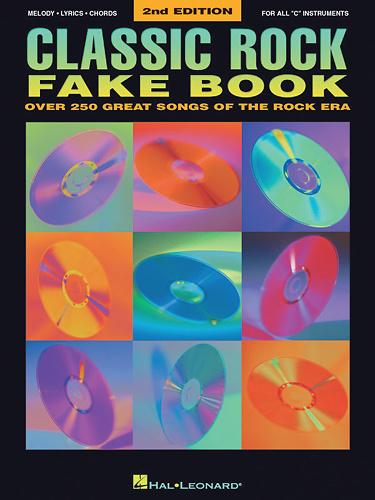 MELODY • LYRICS • CHORDS
2nd EDITION
FOR ALL "C" INSTRUMENTS
CLASSIC ROCK
FAKE BOOK
OVER 250 GREAT SONGS OF THE ROCK ERA
HAL•LEONARD®